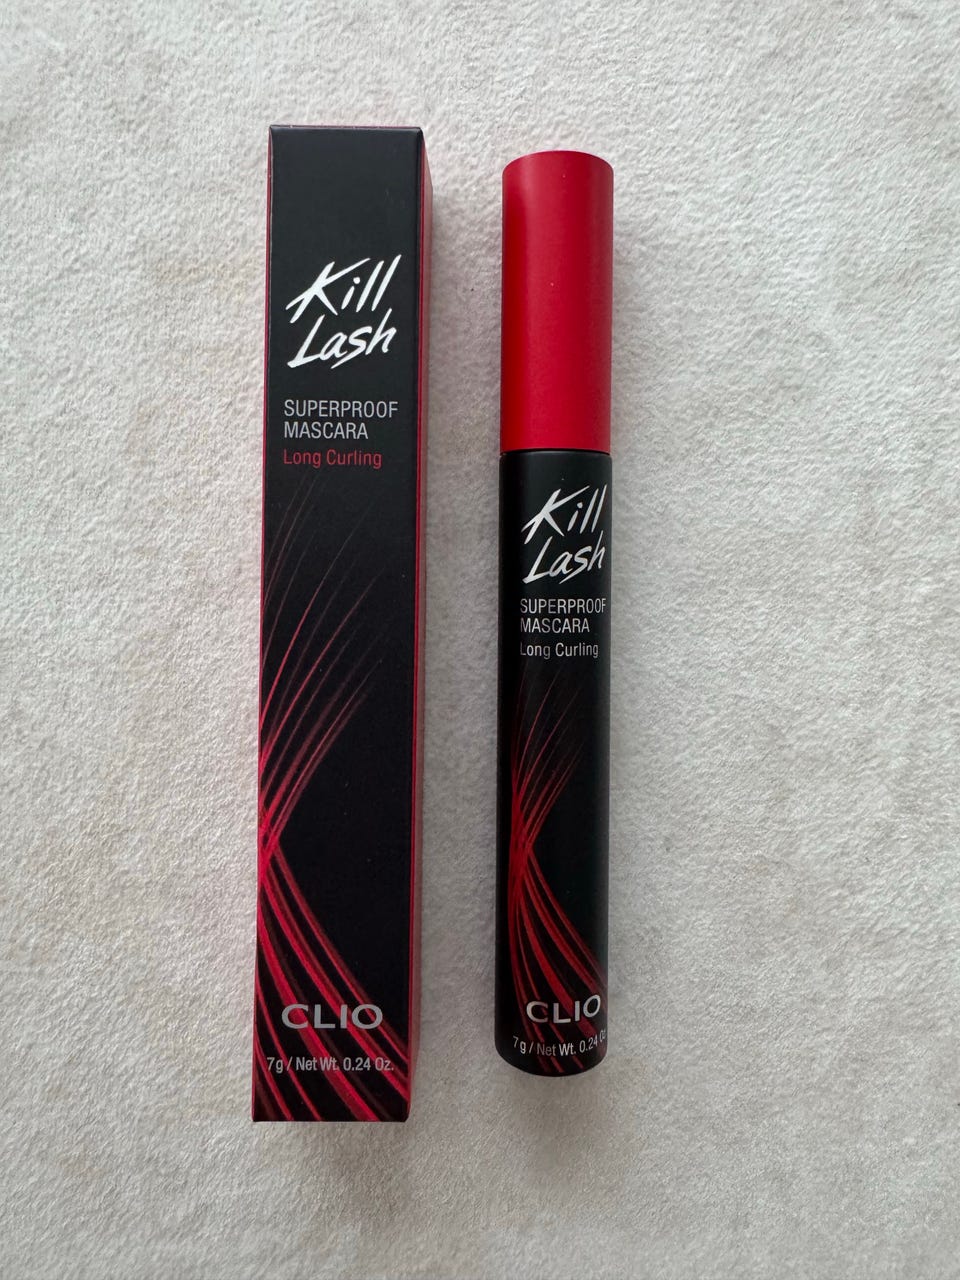 Kill
Lash
SUPERPROOF
MASCARA
Long Curling
CLIO
7g / Net Wt. 0.24 Oz.
Kill
Lash
SUPERPROOF
MASCARA
Long Curling
CLIO
7g / Net Wt. 0.24 Oz.